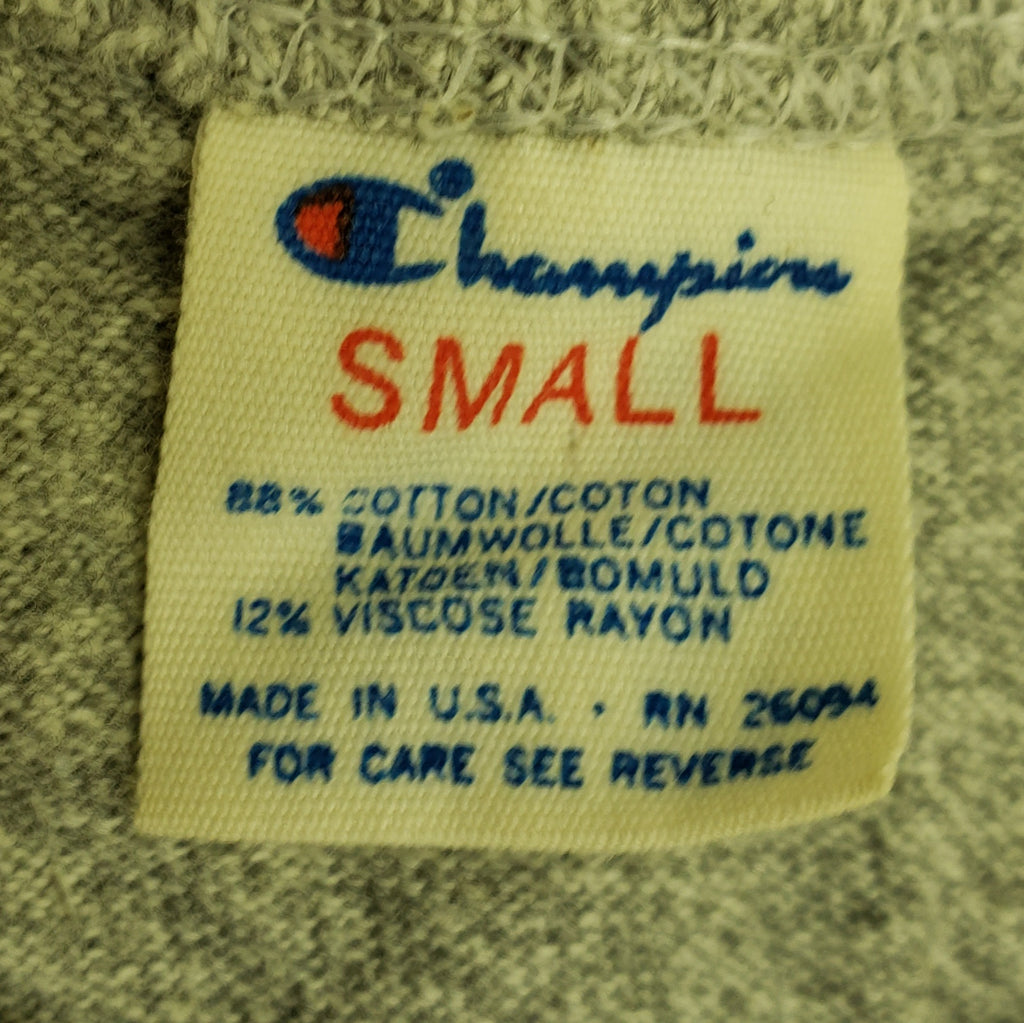 Champion
SMALL
88% COTTON/COTON
BAUMWOLLE/COTONE
KATOEN/BOMULD
12% VISCOSE RAYON
MADE IN U.S.A. · RN 26094
FOR CARE SEE REVERSE